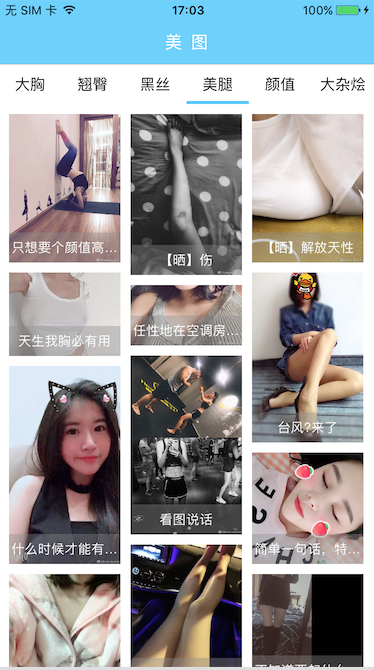 无 SIM 卡
17:03
100%
美 图
大胸
翘臀
黑丝
美腿
颜值
大杂烩
只想要个颜值高...
【晒】伤
【晒】解放天性
天生我胸必有用
任性地在空调房...
台风?来了
什么时候才能有...
看图说话
简单一句话，特...